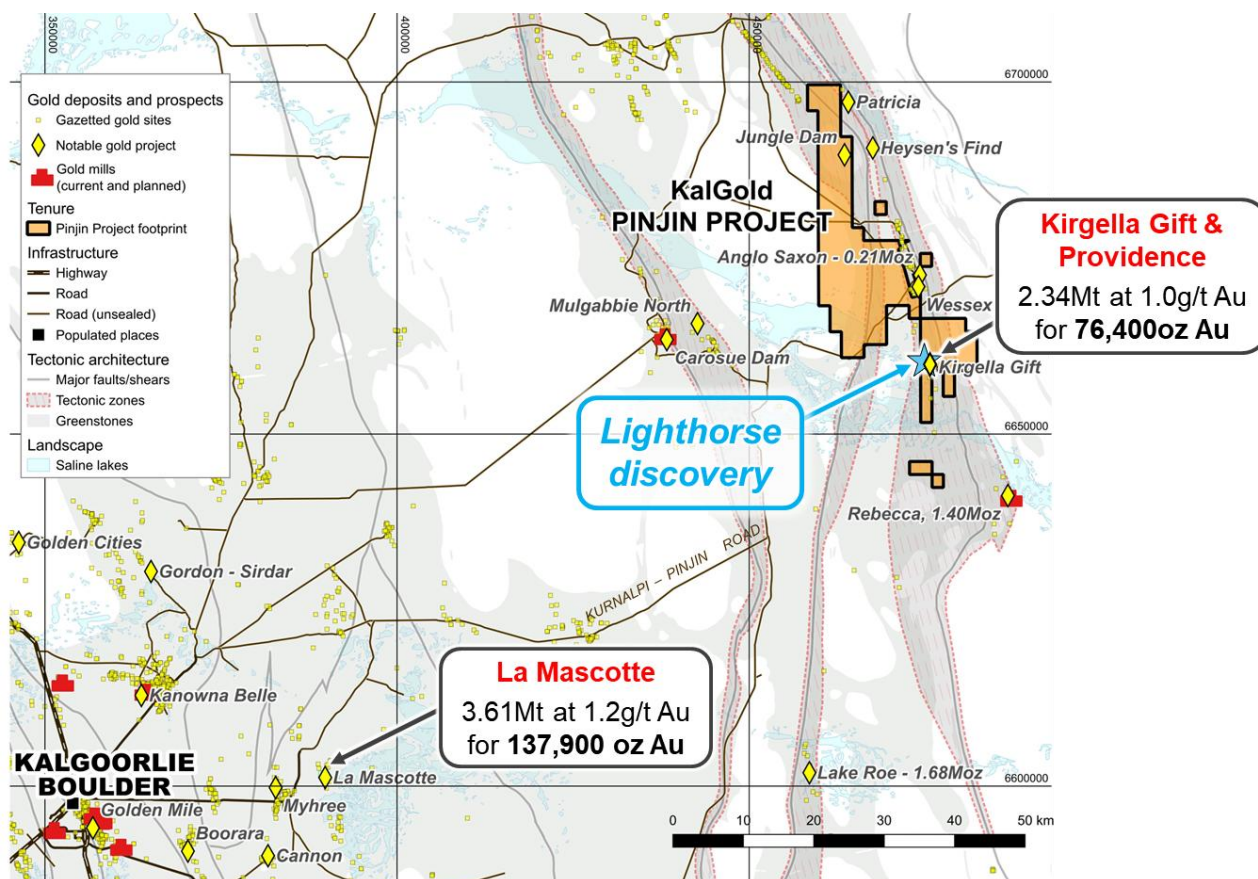 350000
400000
450000
6700000
6650000
6600000
Gold deposits and prospects
Gazetted gold sites
Notable gold project
Gold mills
(current and planned)
Tenure
Pinjin Project footprint
Infrastructure
Highway
Road
Road (unsealed)
Populated places
Tectonic architecture
Major faults/shears
Tectonic zones
Greenstones
Landscape
Saline lakes
Patricia
Jungle Dam
Heysen's Find
KalGold
PINJIN PROJECT
Anglo Saxon - 0.21Moz
Wessex
Kirgella Gift &
Providence
2.34Mt at 1.0g/t Au
for 76,400oz Au
Mulgabbie North
Carosue Dam
Kirgella Gift
Lighthorse
discovery
Rebecca, 1.40Moz
Golden Cities
Gordon - Sirdar
KURNALPI – PINJIN ROAD
La Mascotte
3.61Mt at 1.2g/t Au
for 137,900 oz Au
Kanowna Belle
KALGOORLIE
BOULDER
Golden Mile
La Mascotte
Myhree
Boorara
Cannon
Lake Roe - 1.68Moz
0 10 20 30 40 50 km